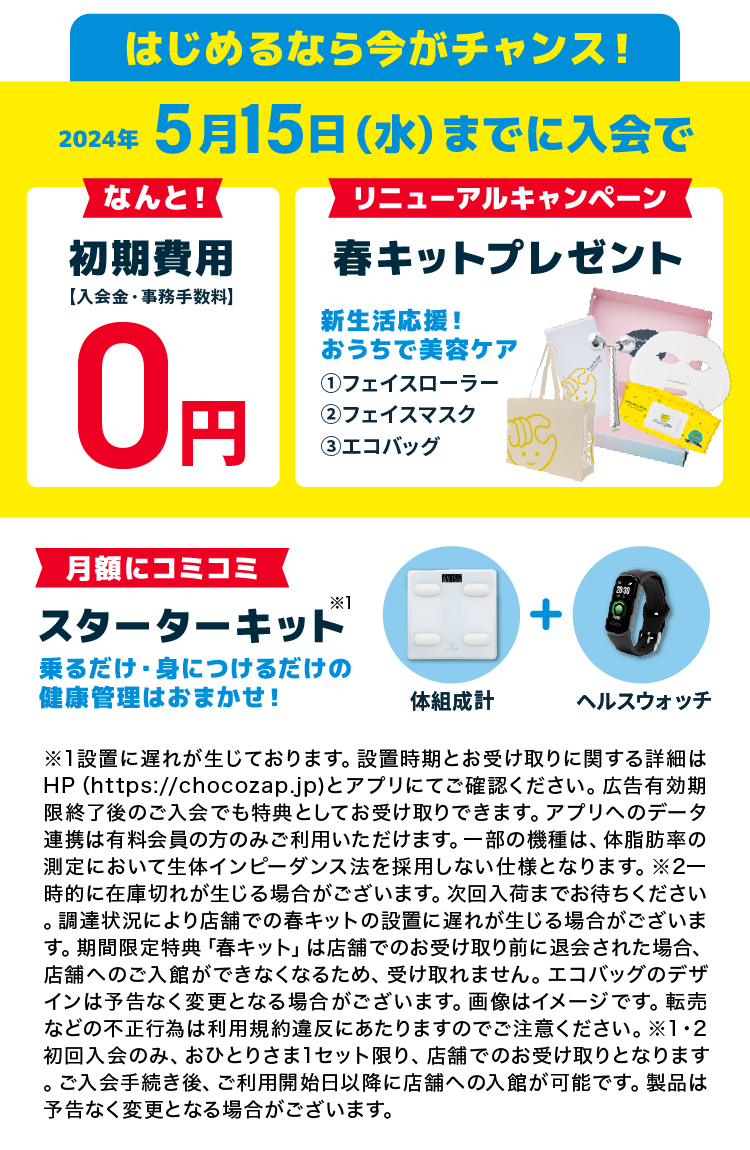 はじめるなら今がチャンス！
2024年 5月15日（水）までに入会で
なんと！
初期費用
【入会金・事務手数料】
0円
リニューアルキャンペーン
春キットプレゼント
新生活応援！
おうちで美容ケア
①フェイスローラー
②フェイスマスク
③エコバッグ
月額にコミコミ
スターターキット※1
乗るだけ・身につけるだけの
健康管理はおまかせ！
体組成計
+
ヘルスウォッチ
※1設置に遅れが生じております。設置時期とお受け取りに関する詳細は
HP（https://chocozap.jp)とアプリにてご確認ください。広告有効期
限終了後のご入会でも特典としてお受け取りできます。アプリへのデータ
連携は有料会員の方のみご利用いただけます。一部の機種は、体脂肪率の
測定において生体インピーダンス法を採用しない仕様となります。※2一
時的に在庫切れが生じる場合がございます。次回入荷までお待ちください
。調達状況により店舗での春キットの設置に遅れが生じる場合がございま
す。期間限定特典「春キット」は店舗でのお受け取り前に退会された場合、
店舗へのご入館ができなくなるため、受け取れません。エコバッグのデザ
インは予告なく変更となる場合がございます。画像はイメージです。転売
などの不正行為は利用規約違反にあたりますのでご注意ください。※1・2
初回入会のみ、おひとりさま1セット限り、店舗でのお受け取りとなります
。ご入会手続き後、ご利用開始日以降に店舗への入館が可能です。製品は
予告なく変更となる場合がございます。